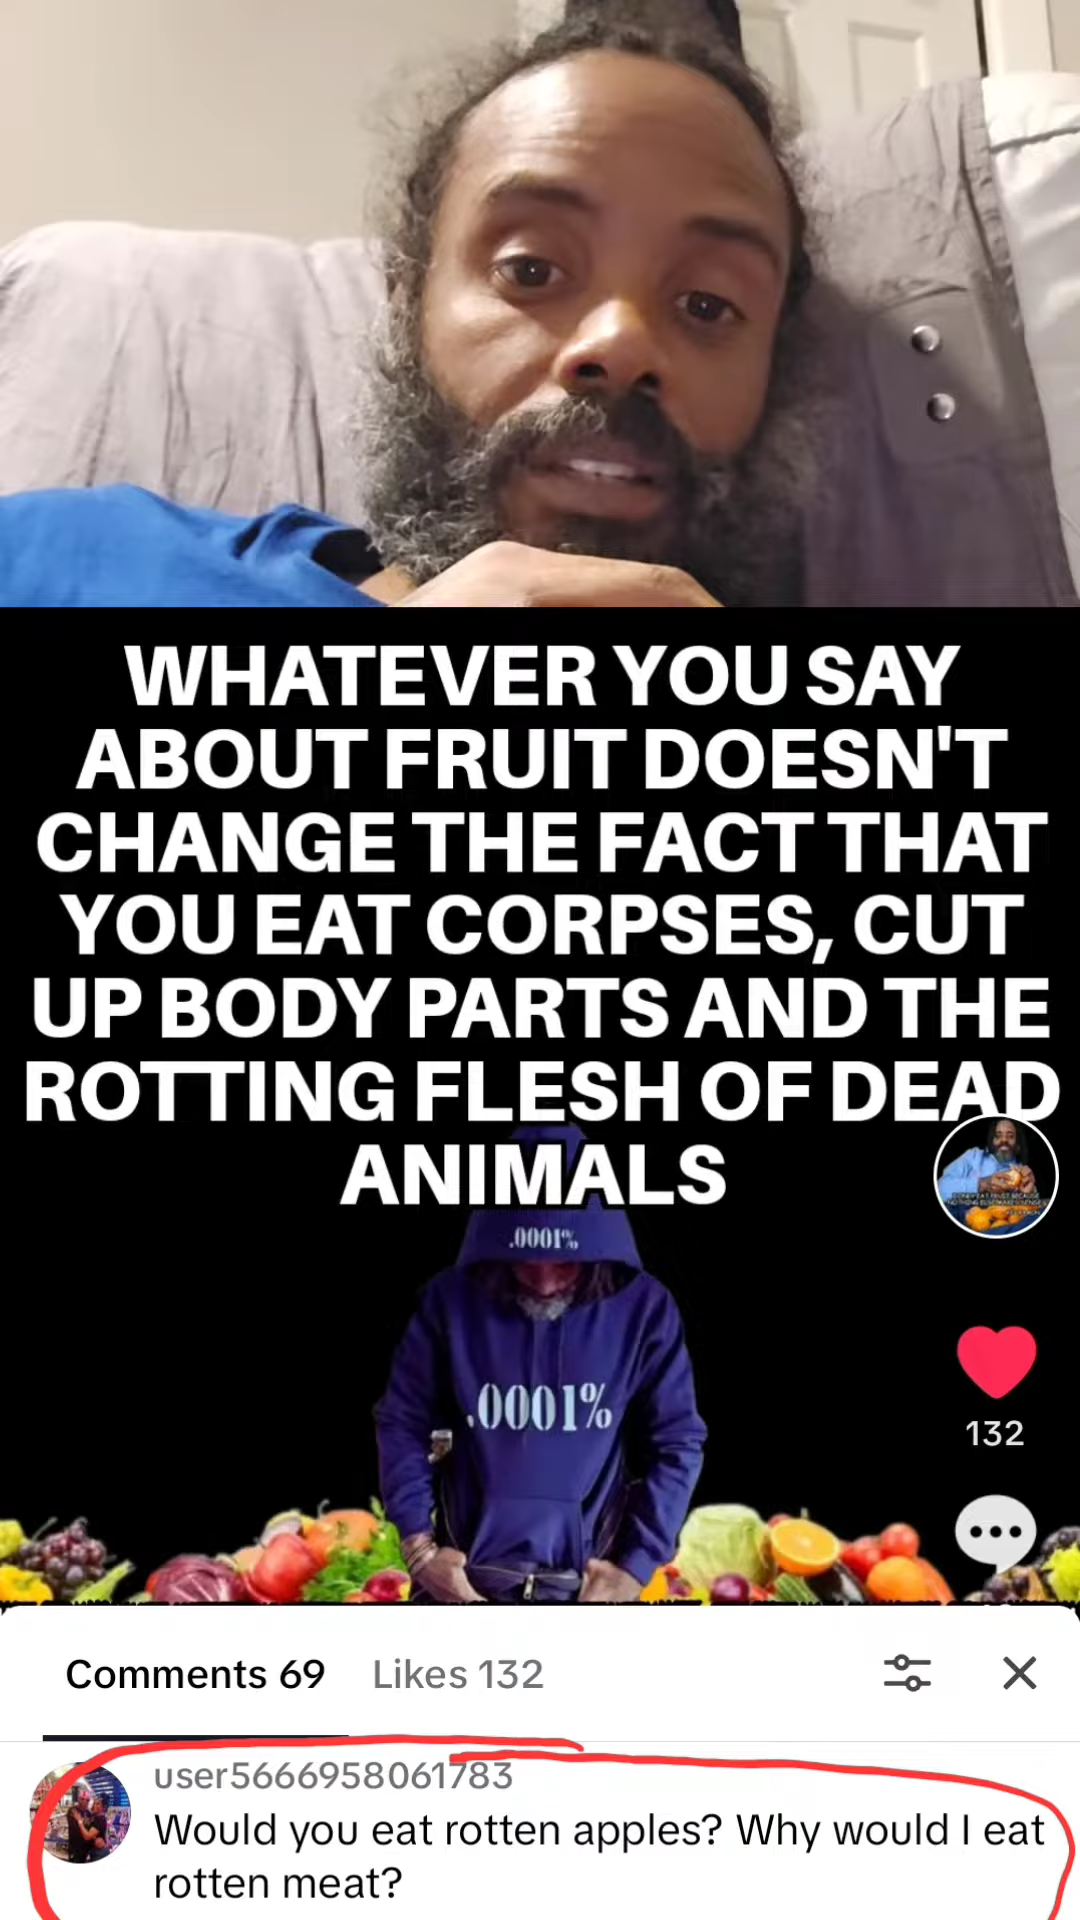 WHATEVER YOU SAY
ABOUT FRUIT DOESN'T
CHANGE THE FACT THAT
YOU EAT CORPSES, CUT
UP BODY PARTS AND THE
ROTTING FLESH OF DEAD
ANIMALS
.0001%
.0001%
132
Comments 69
Likes 132
user5666958061783
Would you eat rotten apples? Why would I eat
rotten meat?